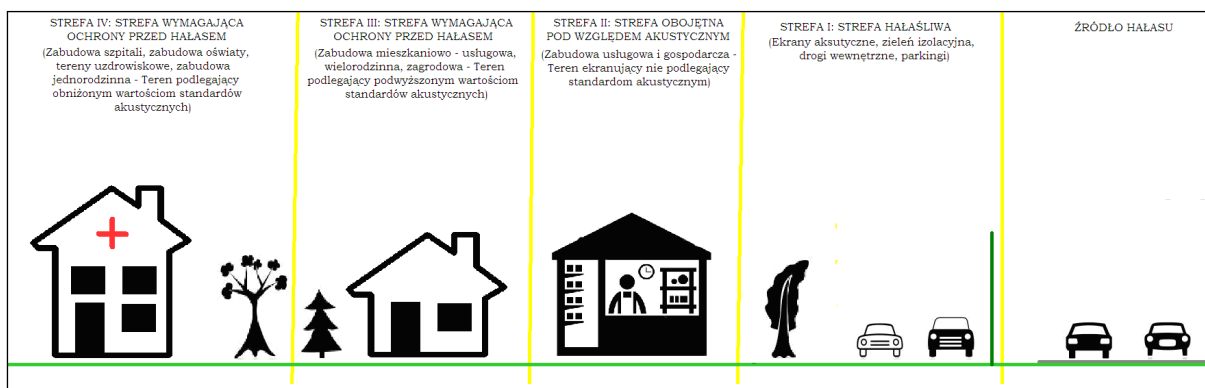 STREFA IV: STREFA WYMAGAJĄCA
OCHRONY PRZED HAŁASEM
(Zabudowa szpitali, zabudowa oświaty,
tereny uzdrowiskowe, zabudowa
jednorodzinna - Teren podlegający
obniżonym wartościom standardów
akustycznych)
STREFA III: STREFA WYMAGAJĄCA
OCHRONY PRZED HAŁASEM
(Zabudowa mieszkaniowo - usługowa,
wielorodzinna, zagrodowa - Teren
podlegający podwyższonym wartościom
standardów akustycznych)
STREFA II: STREFA OBOJĘTNA
POD WZGLĘDEM AKUSTYCZNYM
(Zabudowa usługowa i gospodarcza -
Teren ekranujący nie podlegający
standardom akustycznym)
STREFA I: STREFA HAŁAŚLIWA
(Ekrany aksutyczne, zieleń izolacyjna,
drogi wewnętrzne, parkingi)
ŹRÓDŁO HAŁASU